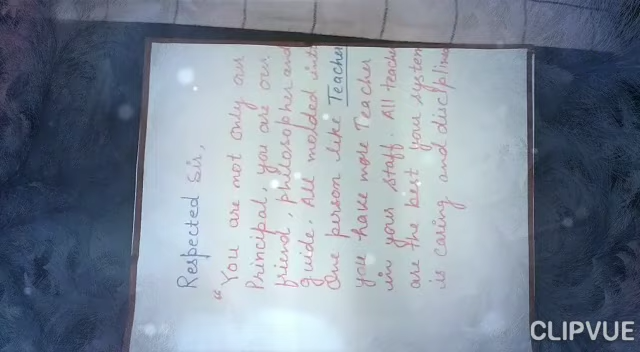 Respected Sir,
"You are not only our
Principal, you are our
friend, philosopher and
guide. All molded into
One person like Teacher
you have more Teacher
in your staff. All teache
are the best your system
is caring and discipline
CLIPVUE